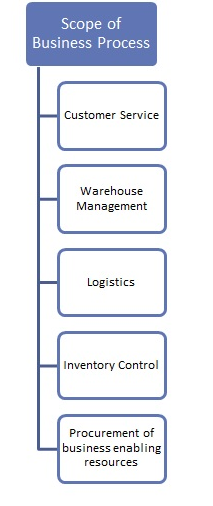 Scope of
Business Process
Customer Service
Warehouse
Management
Logistics
Inventory Control
Procurement of
business enabling
resources